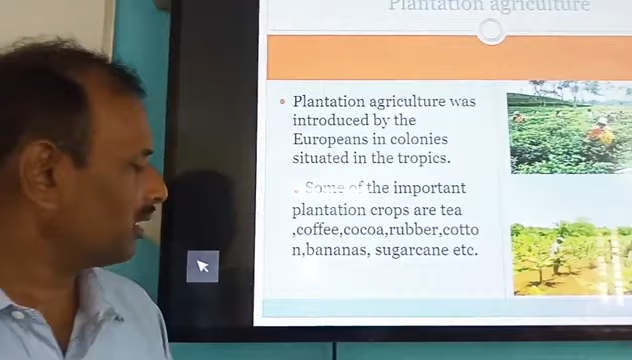 Plantation agriculture
Plantation agriculture was
introduced by the
Europeans in colonies
situated in the tropics.
Some of the important
plantation crops are tea
,coffee,cocoa,rubber,cotto
n,bananas, sugarcane etc.